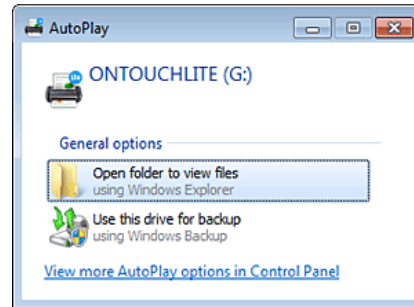 AutoPlay
ONTOUCHLITE (G:)
General options
Open folder to view files
using Windows Explorer
Use this drive for backup
using Windows Backup
View more AutoPlay options in Control Panel